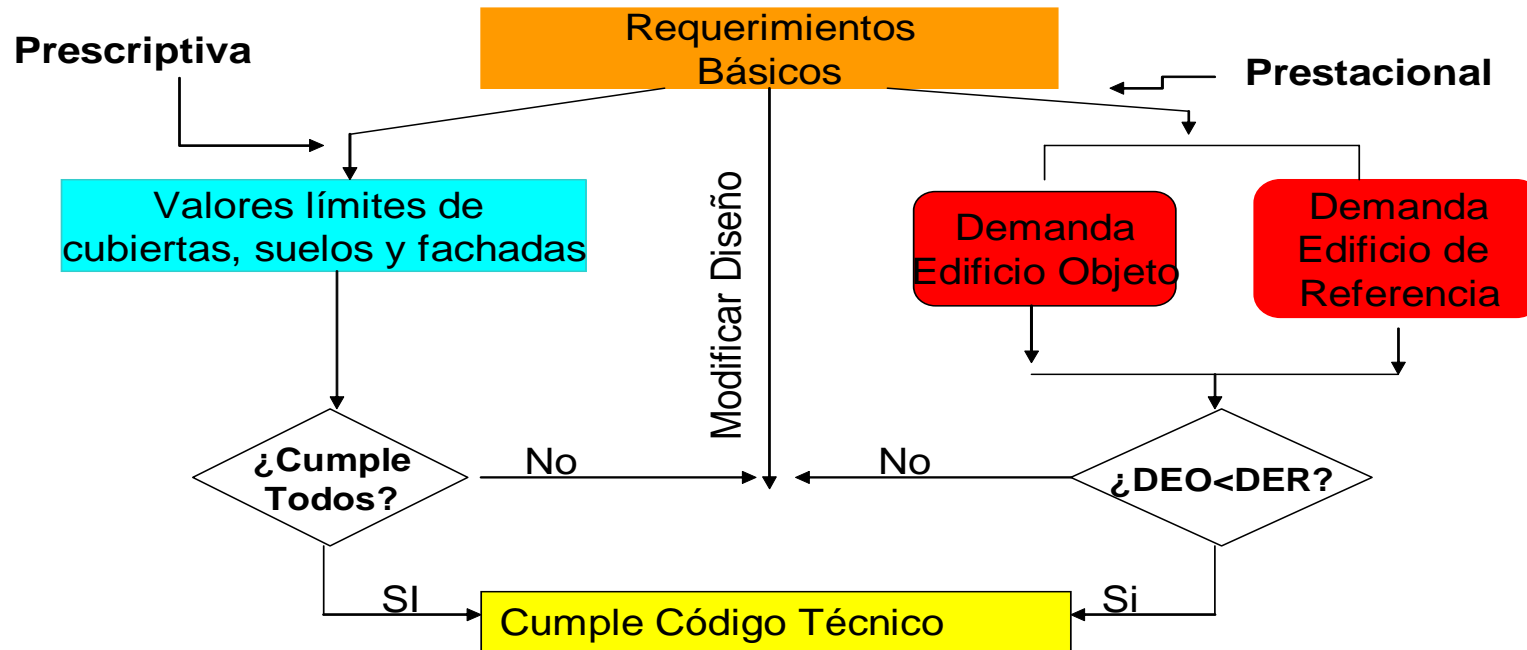 Requerimientos
Básicos
Prescriptiva
Prestacional
Valores límites de
cubiertas, suelos y fachadas
Modificar Diseño
Demanda
Edificio Objeto
Demanda
Edificio de
Referencia
¿Cumple
Todos?
No
No
¿DEO<DER?
SI
Cumple Código Técnico
Si